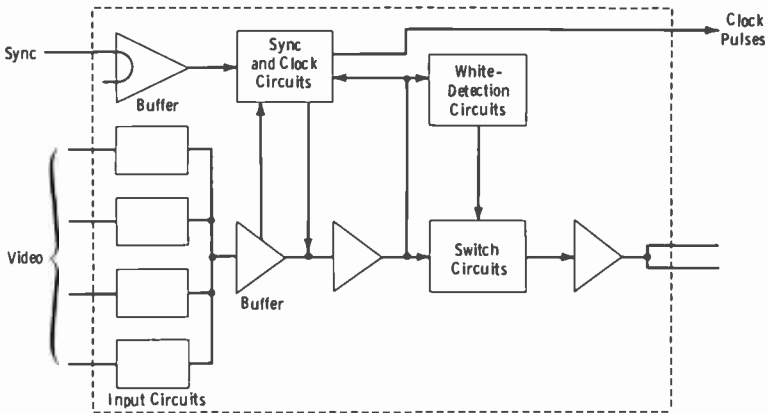 Sync
Buffer
Sync
and Clock
Circuits
Clock
Pulses
White-
Detection
Circuits
Video
Buffer
Switch
Circuits
Input Circuits